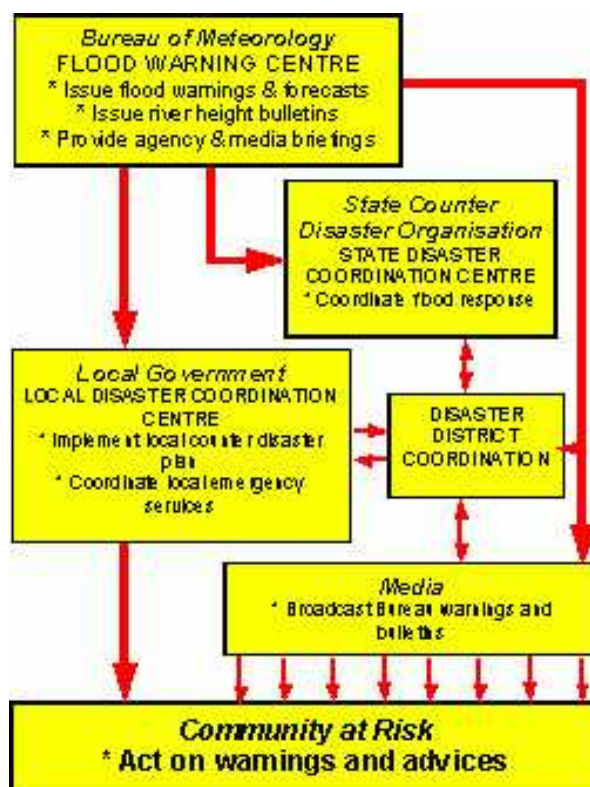 Bureau of Meteorology
FLOOD WARNING CENTRE
* Issue flood warnings & forecasts
* Issue river height bulletins
* Provide agency & media briefings
State Counter
Disaster Organisation
STATE DISASTER
COORDINATION CENTRE
* Coordinate flood response
Local Government
LOCAL DISASTER COORDINATION
CENTRE
* Implement local counter disaster
plan
* Coordinate local emergency
services
DISASTER
DISTRICT
COORDINATION
Media
* Broadcast Bureau warnings and
bulletins
Community at Risk
* Act on warnings and advices